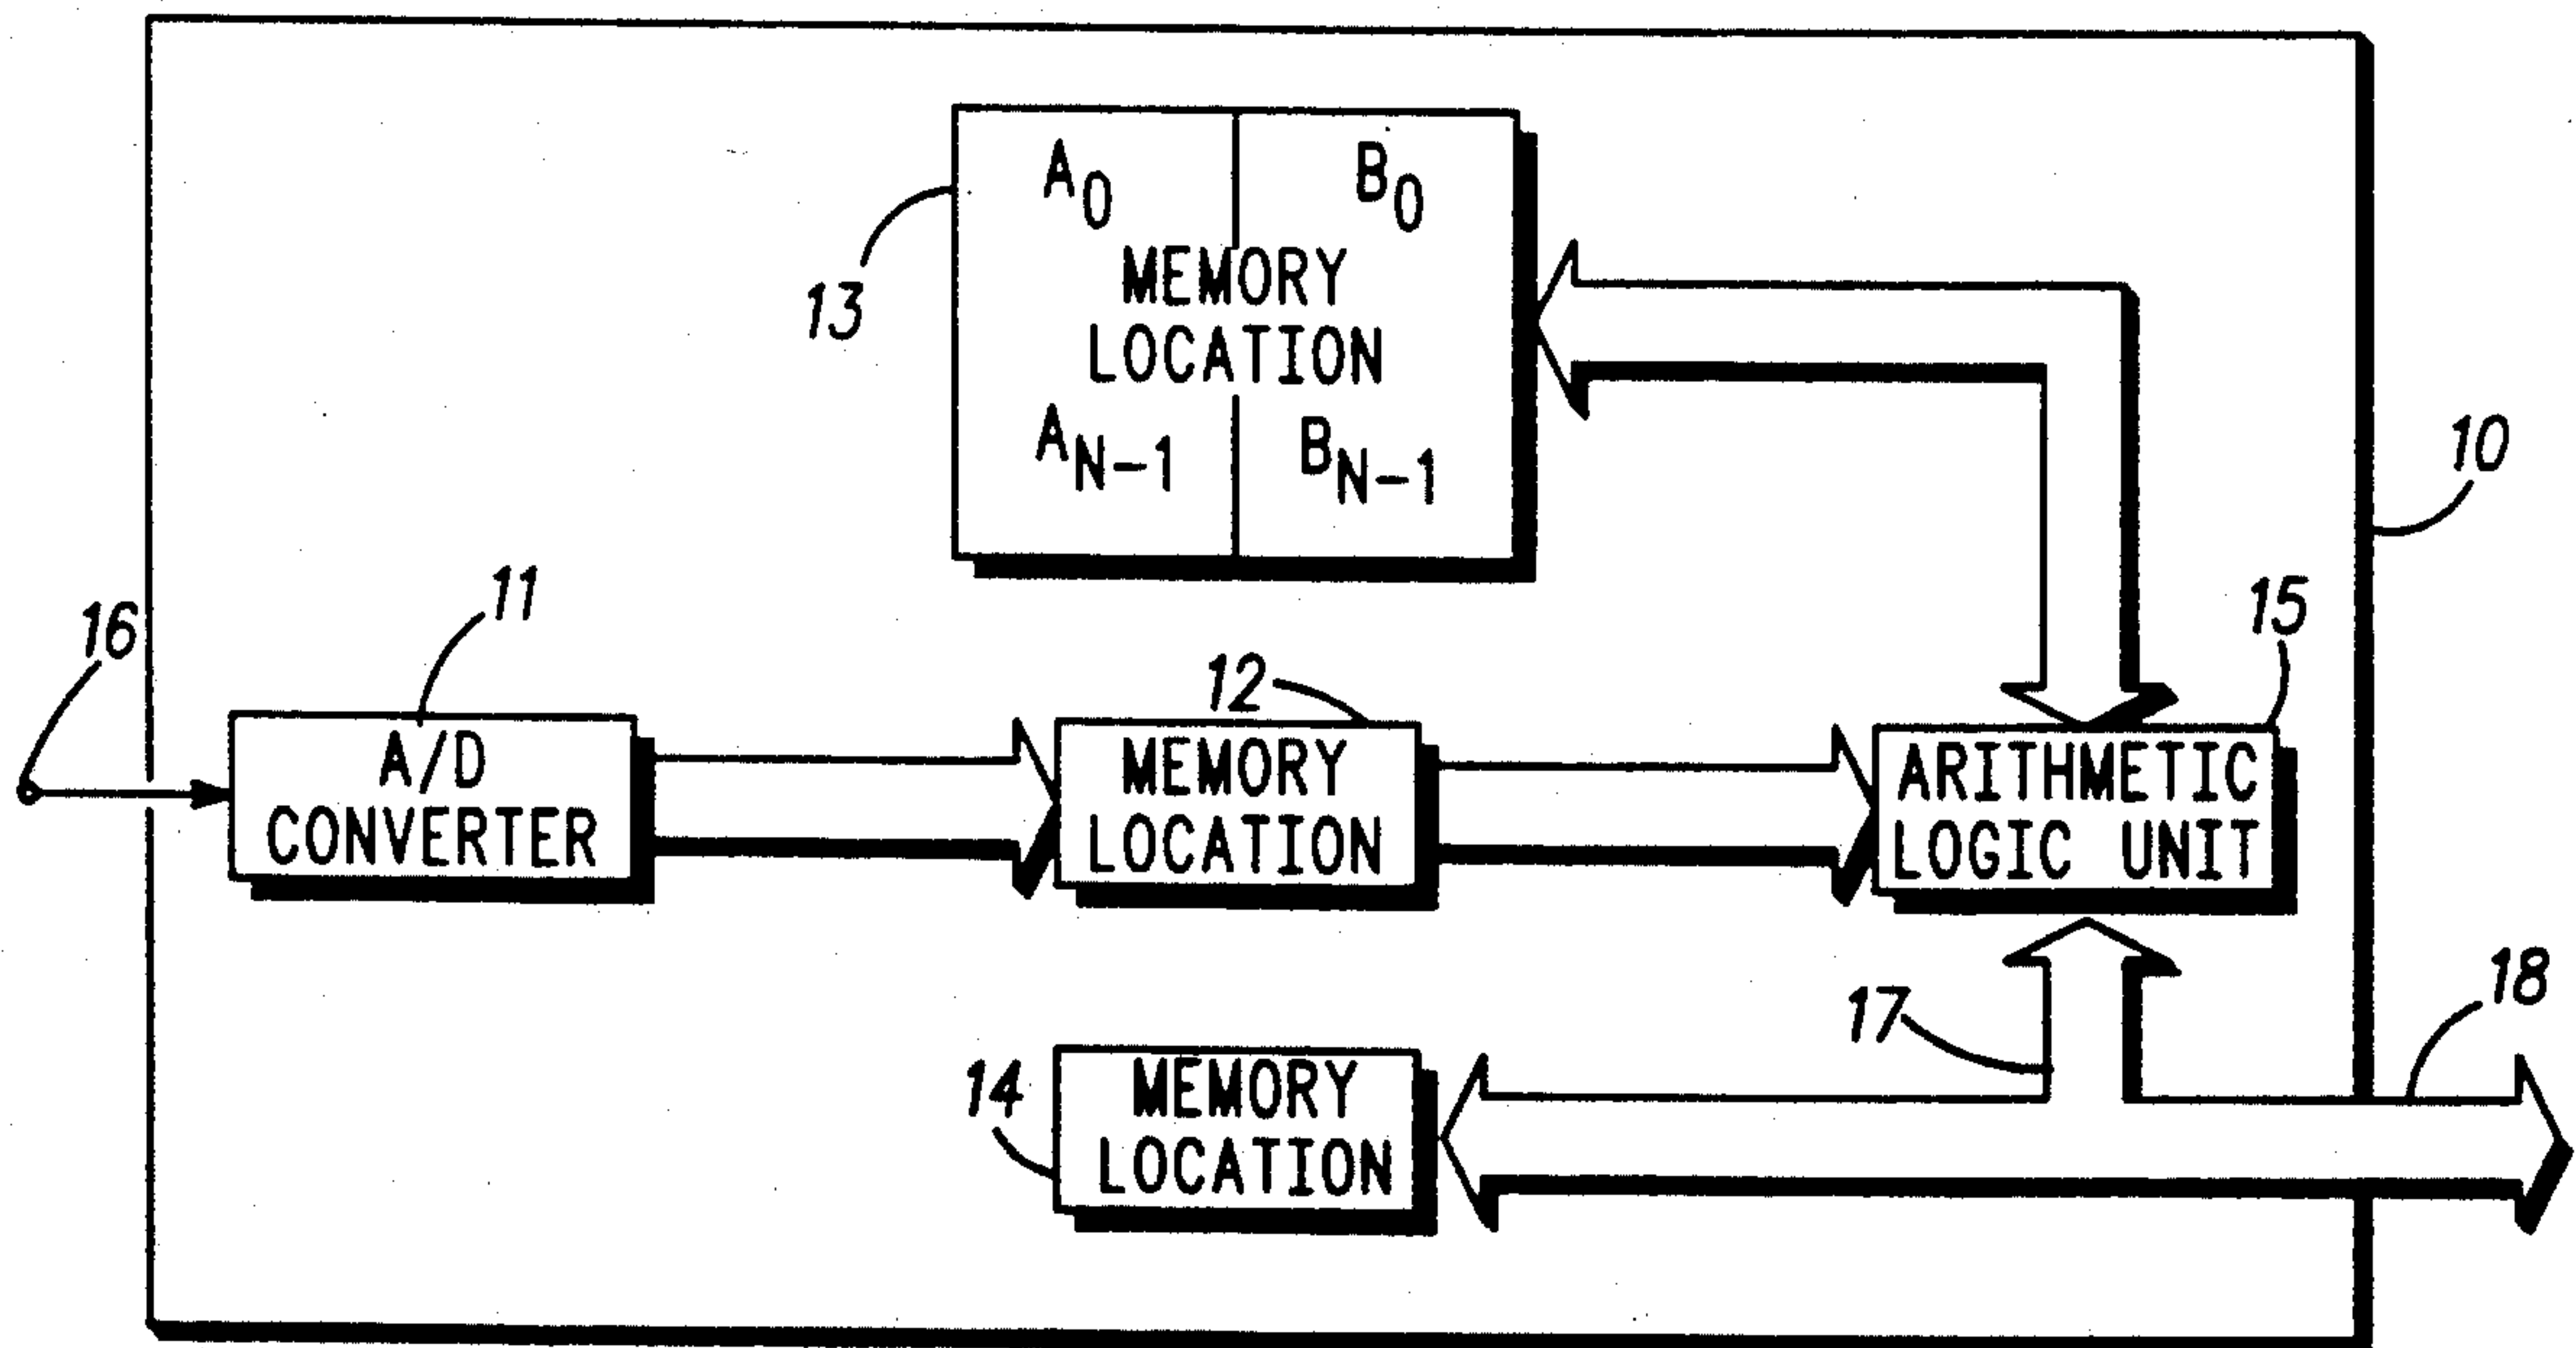 A0 B0
MEMORY
LOCATION
AN-1 BN-1
13
10
11
16
15
12
A/D
CONVERTER
MEMORY
LOCATION
ARITHMETIC
LOGIC UNIT
18
17
14
MEMORY
LOCATION